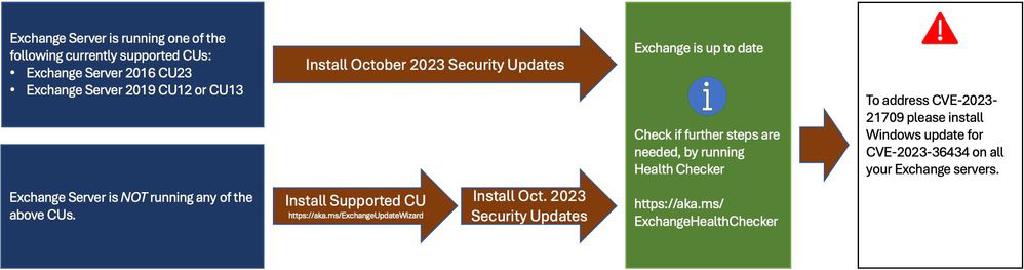 Exchange Server is running one of the
following currently supported CUs:
• Exchange Server 2016 CU23
• Exchange Server 2019 CU12 or CU13
Install October 2023 Security Updates
Exchange Server is NOT running any of the
above CUs.
Install Supported CU
https://aka.ms/ExchangeUpdateWizard
Install Oct. 2023
Security Updates
Exchange is up to date
i
Check if further steps are
needed, by running
Health Checker
https://aka.ms/
ExchangeHealthChecker
!
To address CVE-2023-
21709 please install
Windows update for
CVE-2023-36434 on all
your Exchange servers.